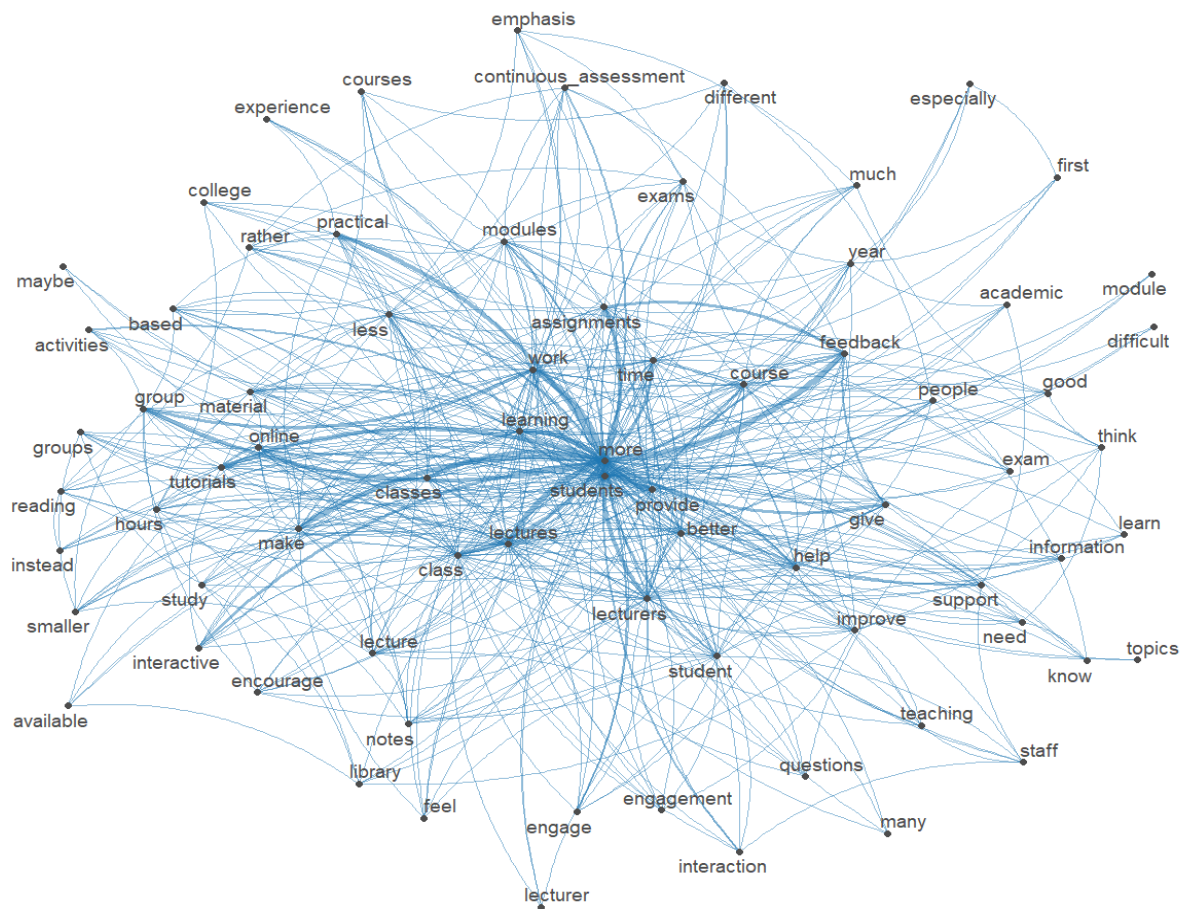 emphasis
courses
continuous_assessment
different
especially
experience
much
first
college
exams
practical
rather
modules
year
maybe
academic
module
based
less
assignments
activities
feedback
difficult
work
time
course
good
group
material
people
learning
online
groups
more
think
tutorials
classes
students
exam
reading
provide
hours
lectures
better
give
learn
make
information
instead
class
help
study
smaller
lecturers
support
improve
need
interactive
lecture
student
topics
encourage
know
available
notes
teaching
staff
library
questions
feel
engagement
engage
many
interaction
lecturer